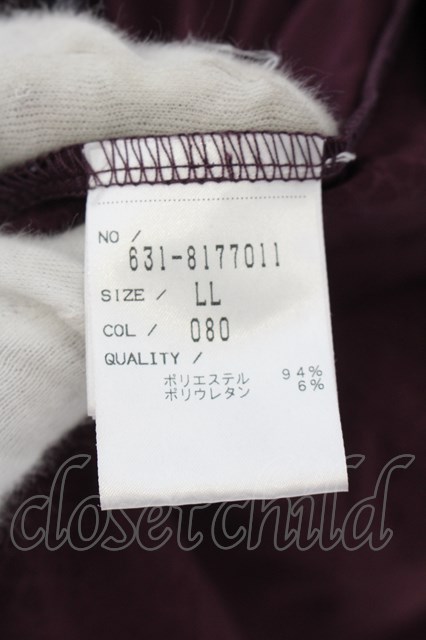 NO / 631-8177011
SIZE / LL
COL / 080
QUALITY /
ポリエステル 94%
ポリウレタン 6%
closet child